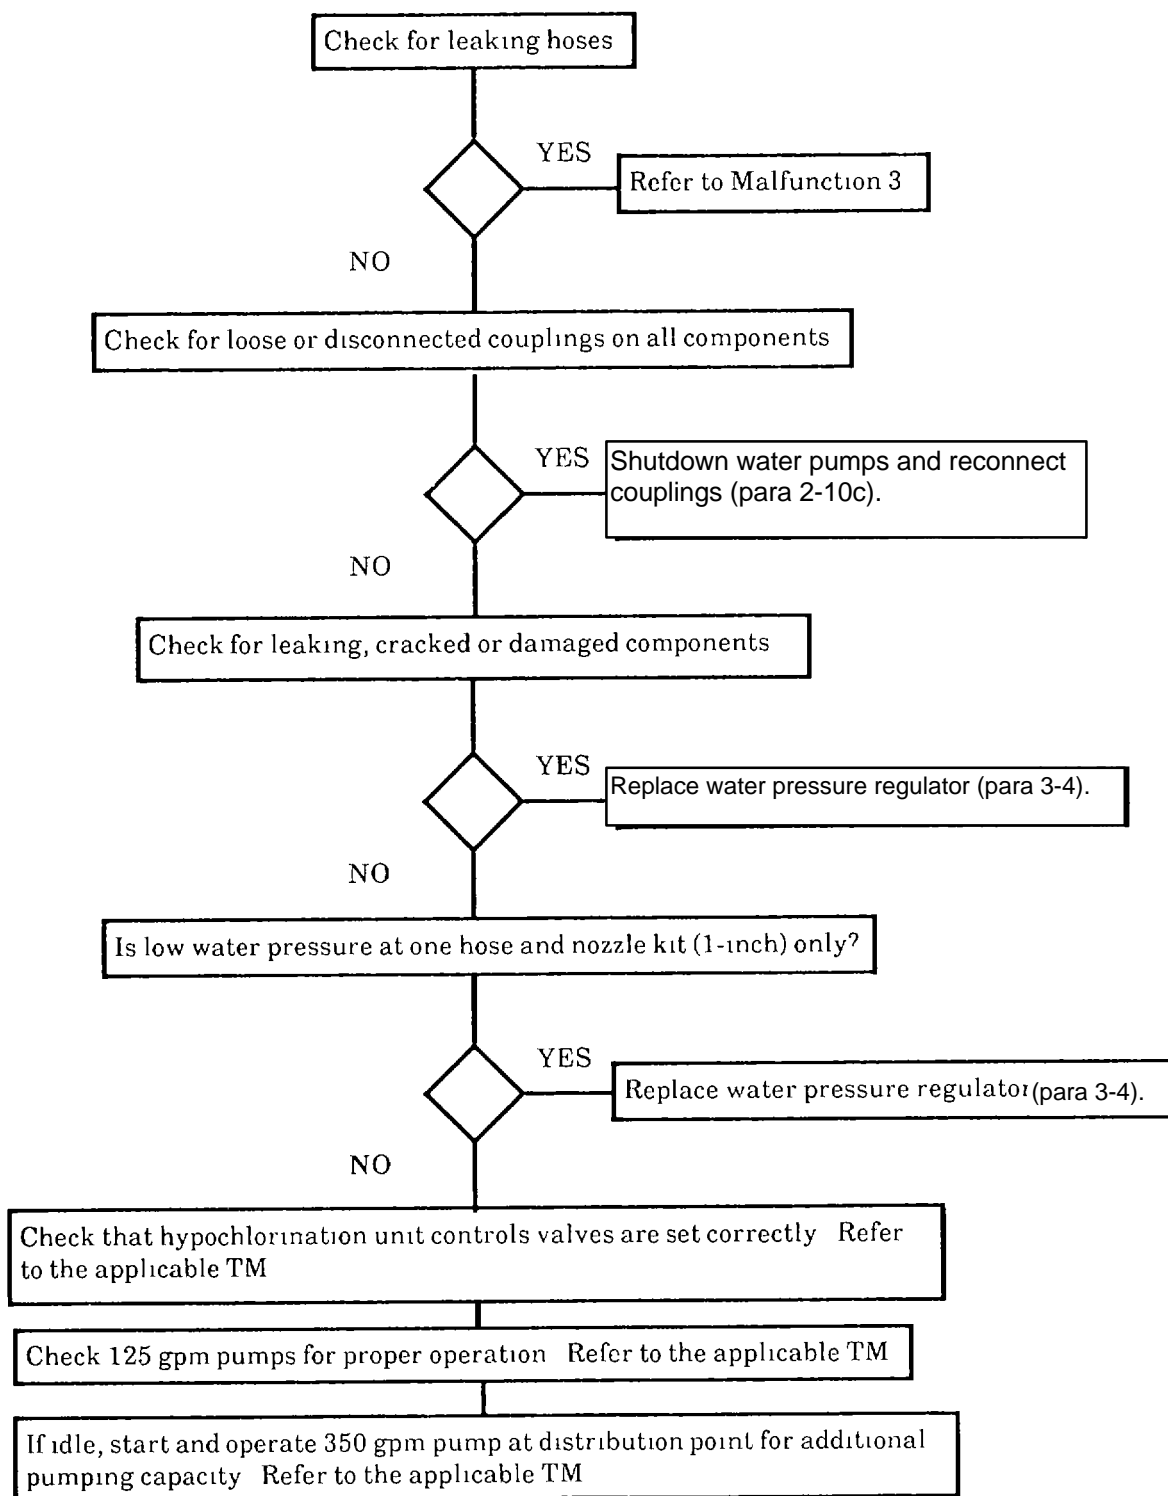 Check for leaking hoses
YES
Refer to Malfunction 3
NO
Check for loose or disconnected couplings on all components
YES
Shutdown water pumps and reconnect
couplings (para 2-10c).
NO
Check for leaking, cracked or damaged components
YES
Replace water pressure regulator (para 3-4).
NO
Is low water pressure at one hose and nozzle kit (1-inch) only?
YES
Replace water pressure regulator (para 3-4).
NO
Check that hypochlorination unit controls valves are set correctly Refer
to the applicable TM
Check 125 gpm pumps for proper operation Refer to the applicable TM
If idle, start and operate 350 gpm pump at distribution point for additional
pumping capacity Refer to the applicable TM